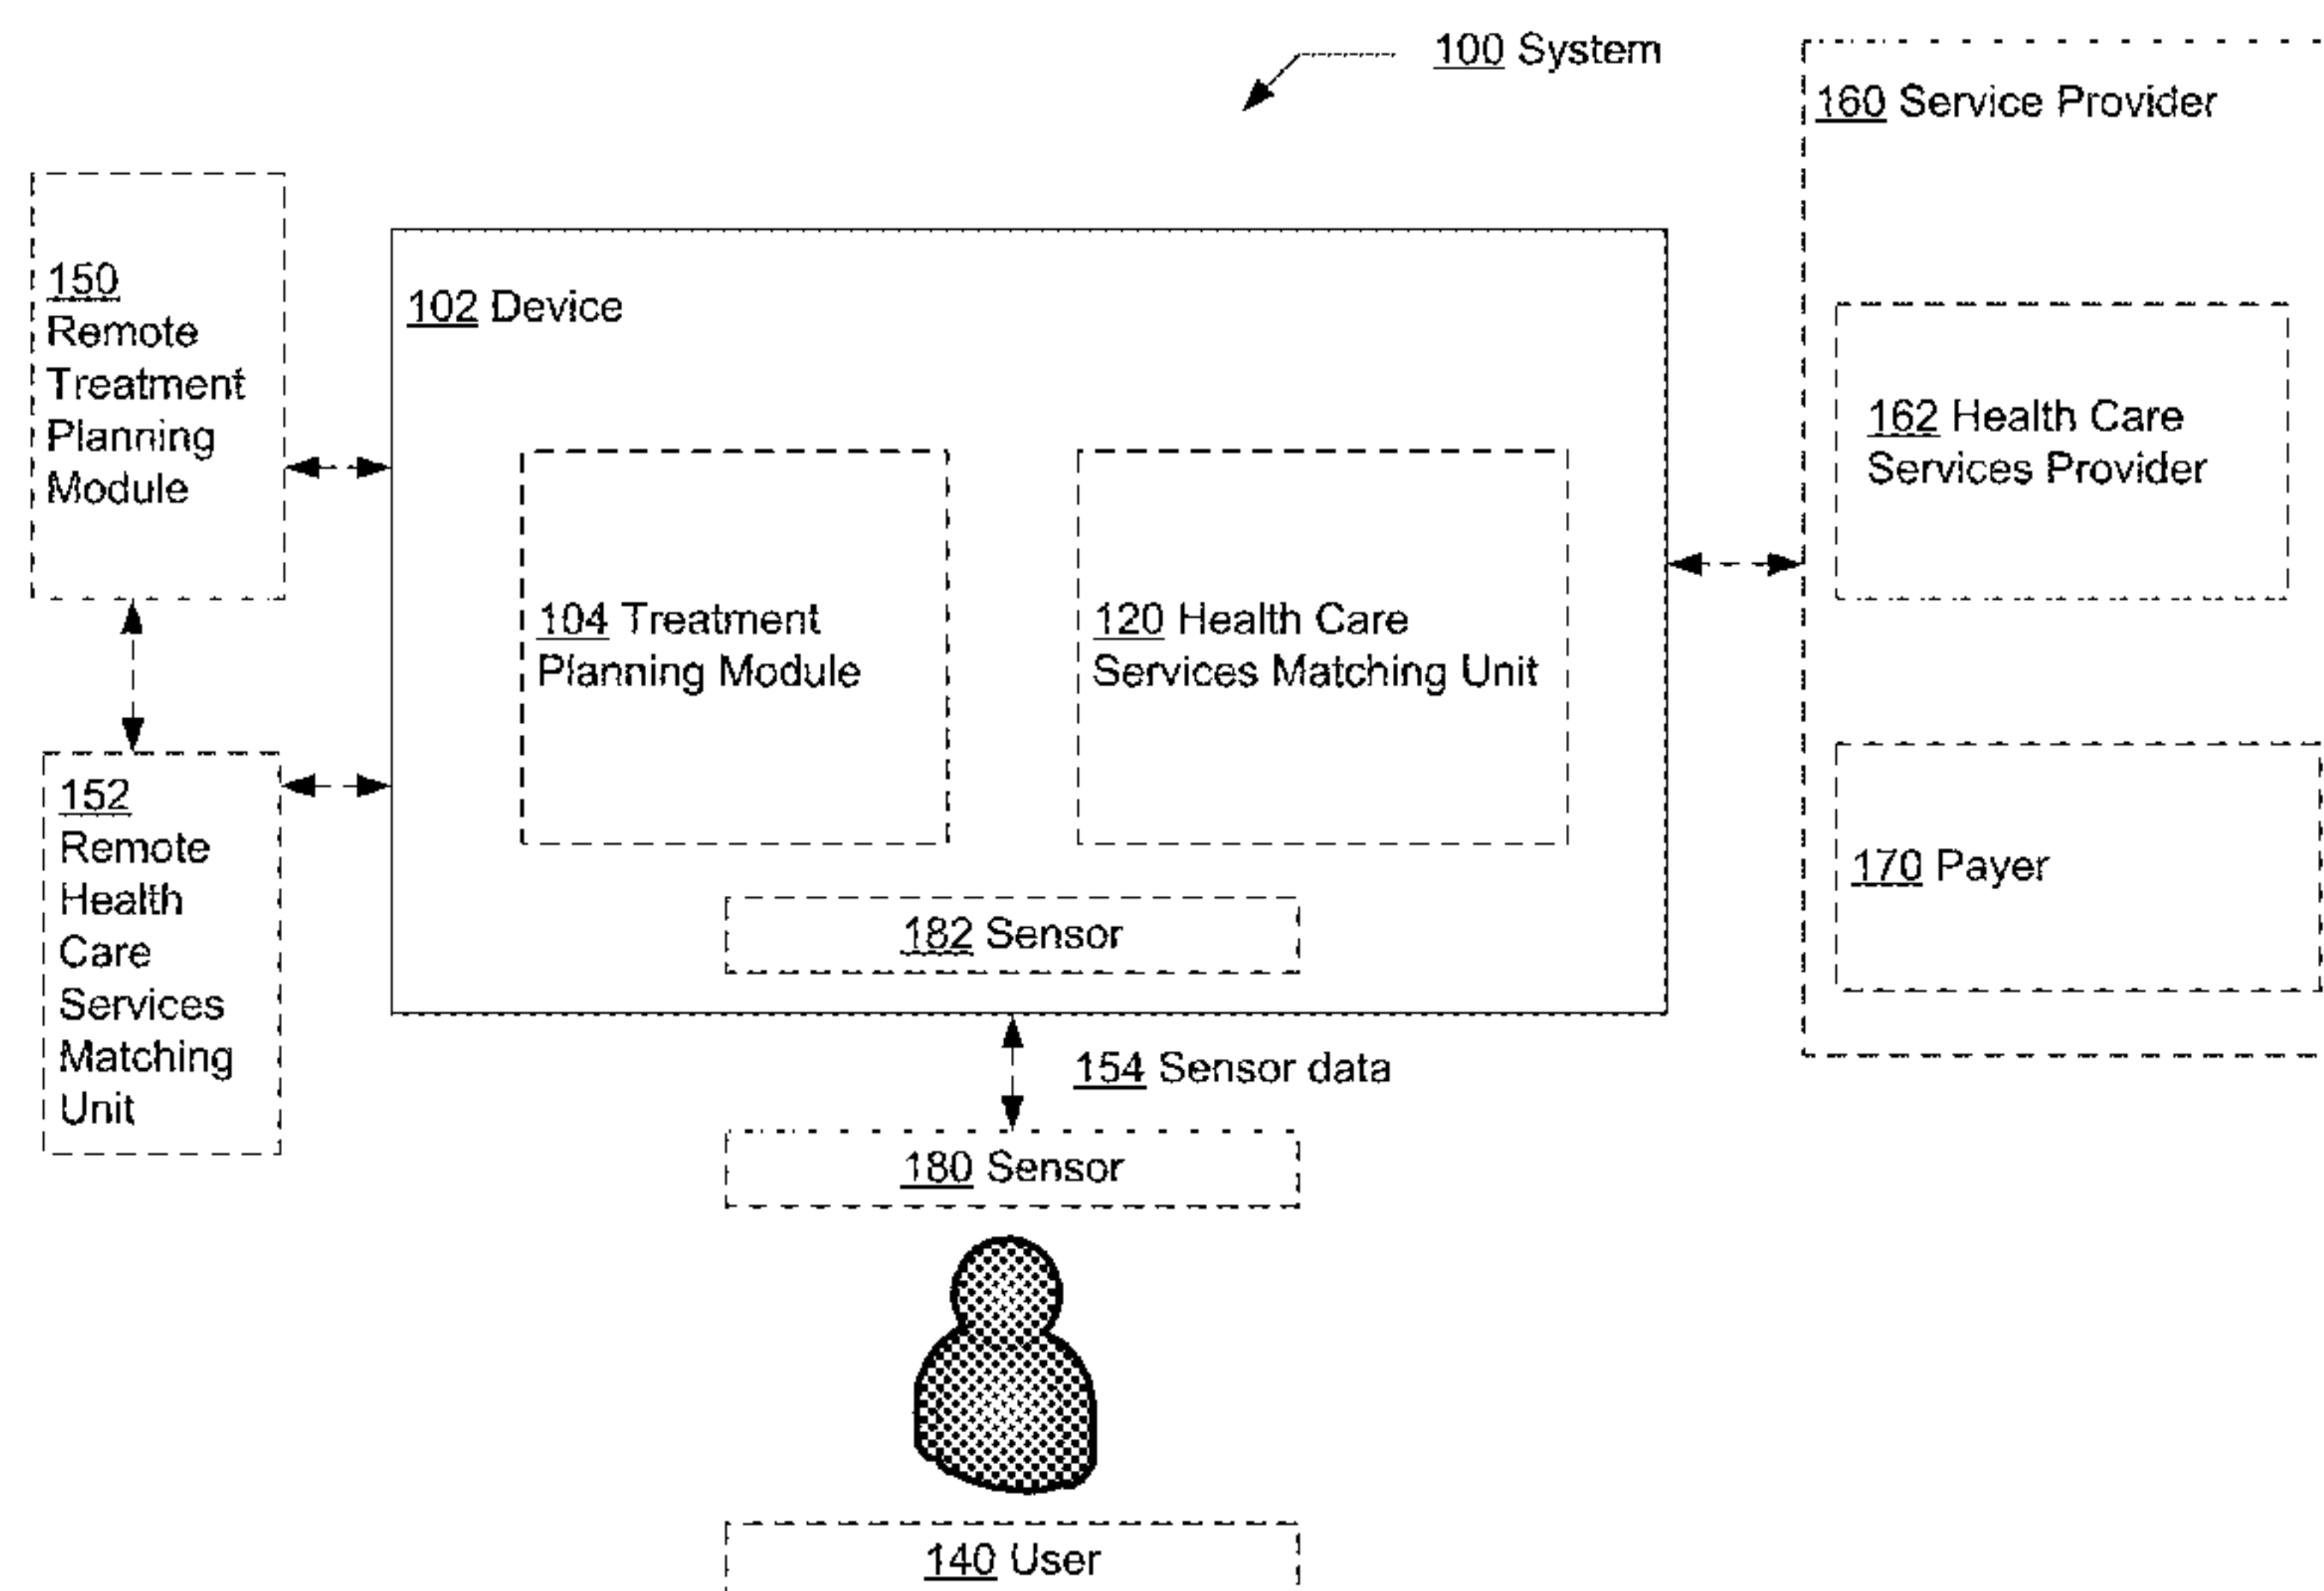 100 System
160 Service Provider
150
Remote
Treatment
Planning
Module
102 Device
162 Health Care
Services Provider
104 Treatment
Planning Module
120 Health Care
Services Matching Unit
152
Remote
Health
Care
Services
Matching
Unit
170 Payer
182 Sensor
154 Sensor data
180 Sensor
140 User